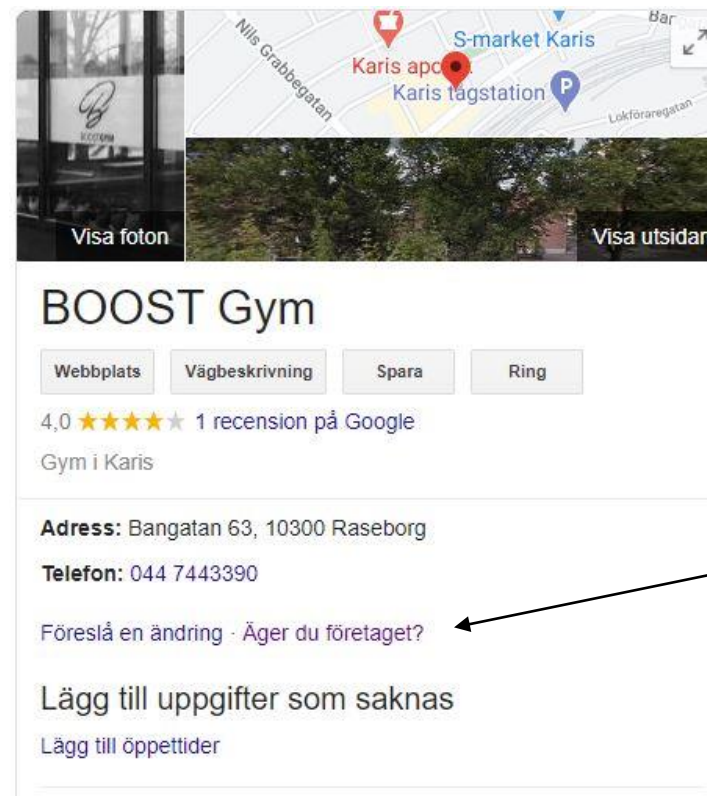 Nils Grabbegatan
S-market Karis
Karis
Karis tågstation
P
Lokföraregatan
B
BOOSTGYM
Visa foton
Visa utsidan
BOOST Gym
Webbplats Vägbeskrivning Spara Ring
4,0 1 recension på Google
Gym i Karis
Adress: Bangatan 63, 10300 Raseborg
Telefon: 044 7443390
Föreslå en ändring · Äger du företaget?
Lägg till uppgifter som saknas
Lägg till öppettider